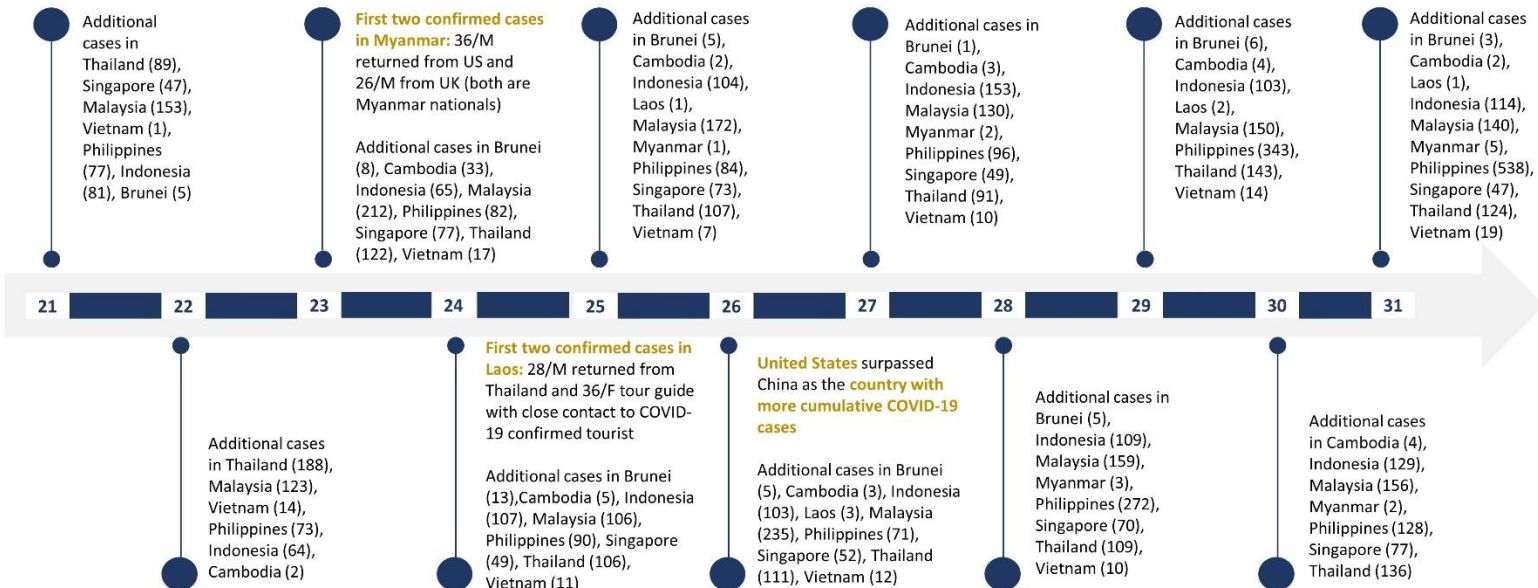 Additional
cases in
Thailand (89),
Singapore (47),
Malaysia (153),
Vietnam (1),
Philippines
(77), Indonesia
(81), Brunei (5)
First two confirmed cases
in Myanmar: 36/M
returned from US and
26/M from UK (both are
Myanmar nationals)
Additional cases in Brunei
(8), Cambodia (33),
Indonesia (65), Malaysia
(212), Philippines (82),
Singapore (77), Thailand
(122), Vietnam (17)
Additional cases
in Brunei (5),
Cambodia (2),
Indonesia (104),
Laos (1),
Malaysia (172),
Myanmar (1),
Philippines (84),
Singapore (73),
Thailand (107),
Vietnam (7)
Additional cases in
Brunei (1),
Cambodia (3),
Indonesia (153),
Malaysia (130),
Myanmar (2),
Philippines (96),
Singapore (49),
Thailand (91),
Vietnam (10)
Additional cases
in Brunei (6),
Cambodia (4),
Indonesia (103),
Laos (2),
Malaysia (150),
Philippines (343),
Thailand (143),
Vietnam (14)
Additional cases
in Brunei (3),
Cambodia (2),
Laos (1),
Indonesia (114),
Malaysia (140),
Myanmar (5),
Philippines (538),
Singapore (47),
Thailand (124),
Vietnam (19)
21 22 23 24 25 26 27 28 29 30 31
Additional cases
in Thailand (188),
Malaysia (123),
Vietnam (14),
Philippines (73),
Indonesia (64),
Cambodia (2)
First two confirmed cases in
Laos: 28/M returned from
Thailand and 36/F tour guide
with close contact to COVID-
19 confirmed tourist
Additional cases in Brunei
(13),Cambodia (5), Indonesia
(107), Malaysia (106),
Philippines (90), Singapore
(49), Thailand (106),
Vietnam (11)
United States surpassed
China as the country with
more cumulative COVID-19
cases
Additional cases in Brunei
(5), Cambodia (3), Indonesia
(103), Laos (3), Malaysia
(235), Philippines (71),
Singapore (52), Thailand
(111), Vietnam (12)
Additional cases in
Brunei (5),
Indonesia (109),
Malaysia (159),
Myanmar (3),
Philippines (272),
Singapore (70),
Thailand (109),
Vietnam (10)
Additional cases
in Cambodia (4),
Indonesia (129),
Malaysia (156),
Myanmar (2),
Philippines (128),
Singapore (77),
Thailand (136)